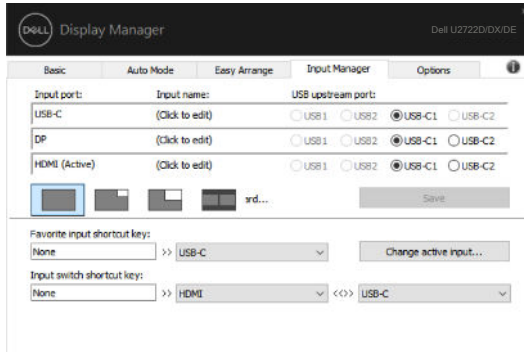 DELL Display Manager Dell U2722D/DX/DE
Basic Auto Mode Easy Arrange Input Manager Options
Input port: Input name: USB upstream port:
USB-C (Click to edit) USB1 USB2 USB-C1 USB-C2
DP (Click to edit) USB1 USB2 USB-C1 USB-C2
HDMI (Active) (Click to edit) USB1 USB2 USB-C1 USB-C2
ard... Save
Favorite input shortcut key:
None >> USB-C Change active input...
Input switch shortcut key:
None >> HDMI <<>> USB-C